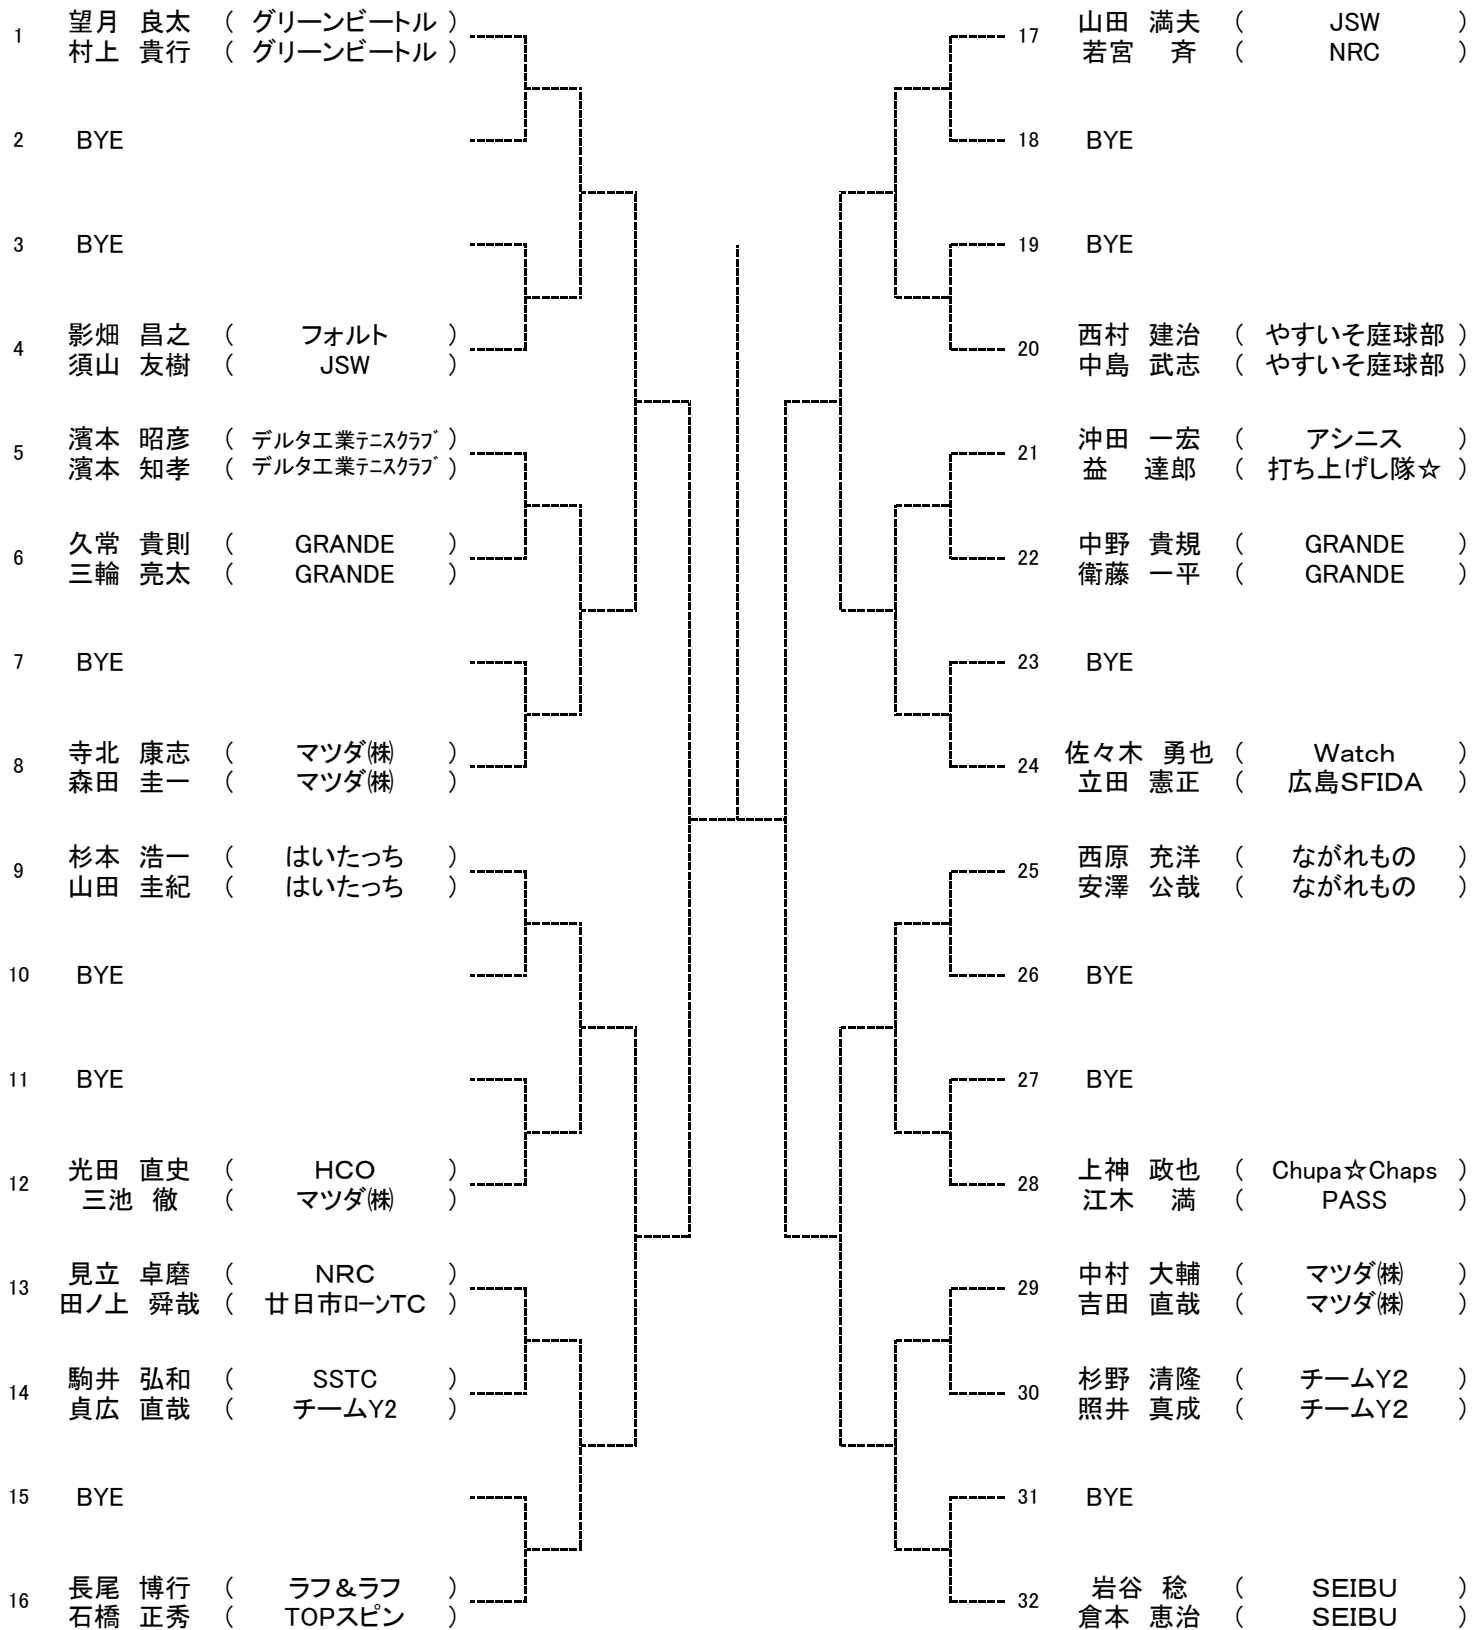 1
望月 良太 ( グリーンビートル )
村上 貴行 ( グリーンビートル )
2 BYE
3 BYE
4
影畑 昌之 ( フォルト )
須山 友樹 ( JSW )
5
濱本 昭彦 ( デルタ工業ﾃﾆｽｸﾗﾌﾞ )
濱本 知孝 ( デルタ工業ﾃﾆｽｸﾗﾌﾞ )
6
久常 貴則 ( GRANDE )
三輪 亮太 ( GRANDE )
7 BYE
8
寺北 康志 ( マツダ㈱ )
森田 圭一 ( マツダ㈱ )
9
杉本 浩一 ( はいたっち )
山田 圭紀 ( はいたっち )
10 BYE
11 BYE
12
光田 直史 ( HCO )
三池 徹 ( マツダ㈱ )
13
見立 卓磨 ( NRC )
田ノ上 舜哉 ( 廿日市ﾛｰﾝTC )
14
駒井 弘和 ( SSTC )
貞広 直哉 ( チームY2 )
15 BYE
16
長尾 博行 ( ラフ＆ラフ )
石橋 正秀 ( TOPスピン )
17
山田 満夫 ( JSW )
若宮 斉 ( NRC )
18 BYE
19 BYE
20
西村 建治 ( やすいそ庭球部 )
中島 武志 ( やすいそ庭球部 )
21
沖田 一宏 ( アシニス )
益 達郎 ( 打ち上げし隊☆ )
22
中野 貴規 ( GRANDE )
衛藤 一平 ( GRANDE )
23 BYE
24
佐々木 勇也 ( Watch )
立田 憲正 ( 広島SFIDA )
25
西原 充洋 ( ながれもの )
安澤 公哉 ( ながれもの )
26 BYE
27 BYE
28
上神 政也 ( Chupa☆Chaps )
江木 満 ( PASS )
29
中村 大輔 ( マツダ㈱ )
吉田 直哉 ( マツダ㈱ )
30
杉野 清隆 ( チームY2 )
照井 真成 ( チームY2 )
31 BYE
32
岩谷 稔 ( SEIBU )
倉本 恵治 ( SEIBU )